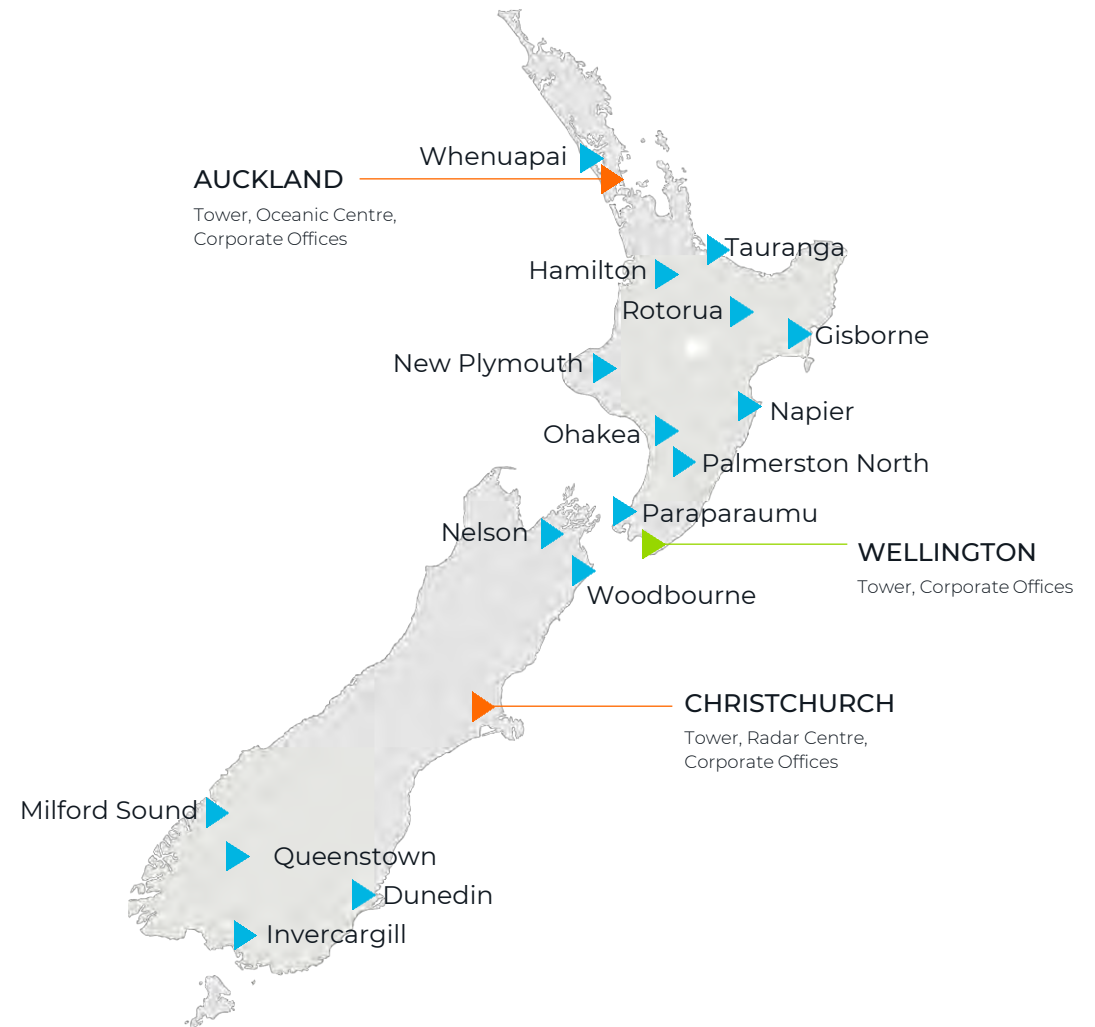 Whenuapai
AUCKLAND
Tower, Oceanic Centre,
Corporate Offices
Tauranga
Hamilton
Rotorua
Gisborne
New Plymouth
Napier
Ohakea
Palmerston North
Paraparaumu
Nelson
WELLINGTON
Tower, Corporate Offices
Woodbourne
CHRISTCHURCH
Tower, Radar Centre,
Corporate Offices
Milford Sound
Queenstown
Dunedin
Invercargill